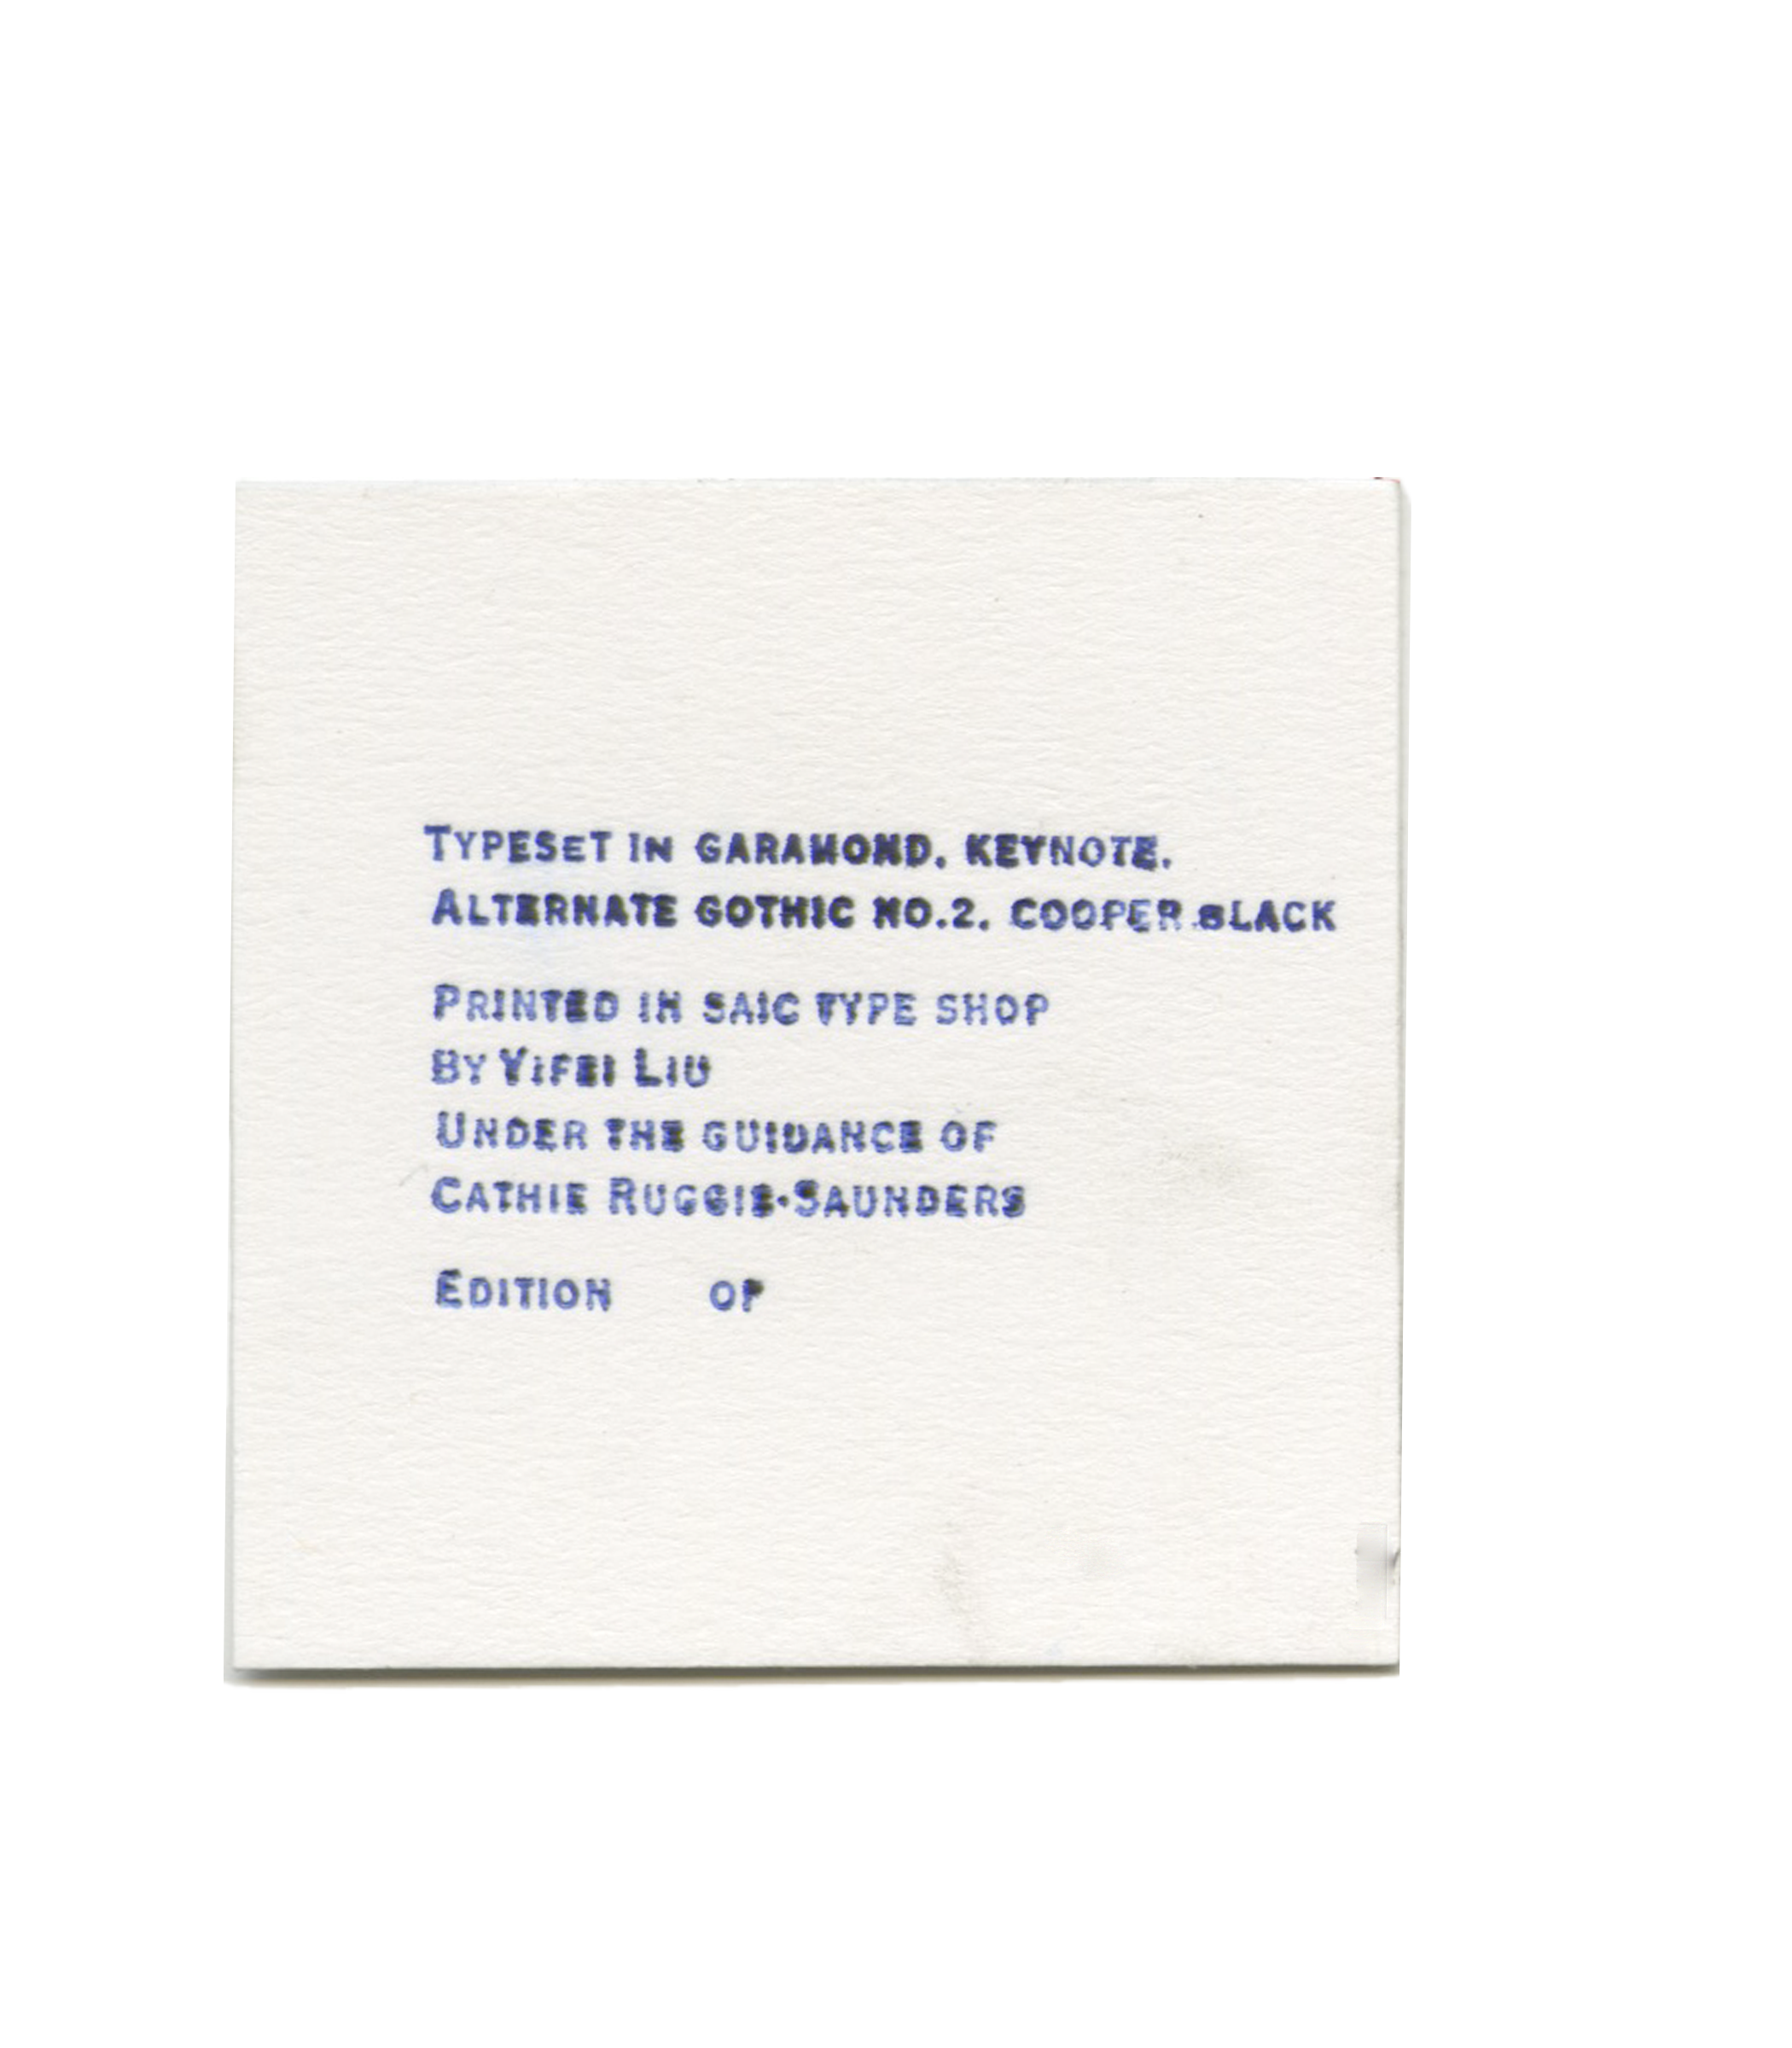 TYPESET IN GARAMOND. KEYNOTE.
ALTERNATE GOTHIC NO.2. COOPER BLACK
PRINTED IN SAIC TYPE SHOP
BY YIFEI LIU
UNDER THE GUIDANCE OF
CATHIE RUGGIE-SAUNDERS
EDITION OF